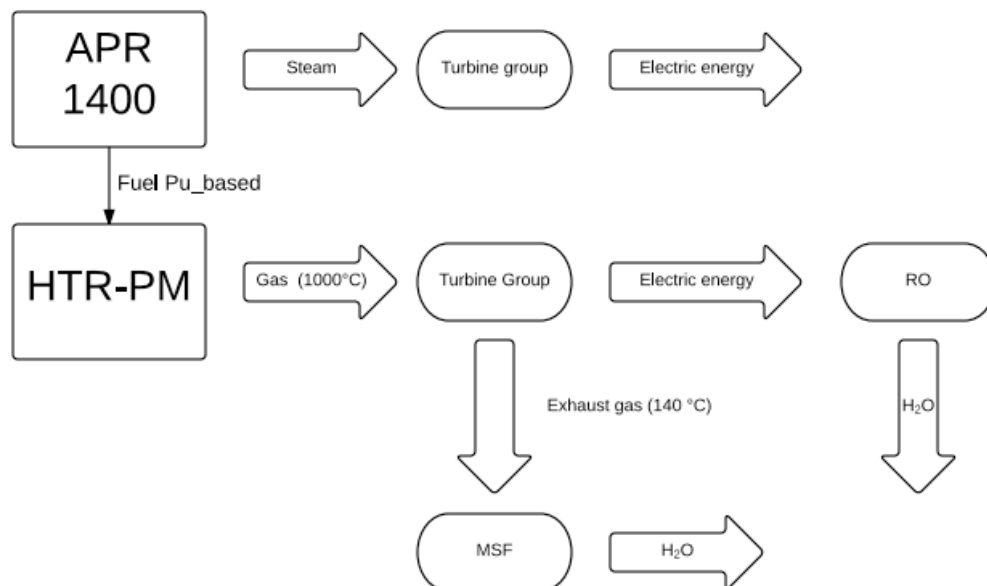 APR
1400
Steam
Turbine group
Electric energy
Fuel Pu_based
HTR-PM
Gas (1000°C)
Turbine Group
Electric energy
RO
Exhaust gas (140 °C)
H₂O
MSF
H₂O